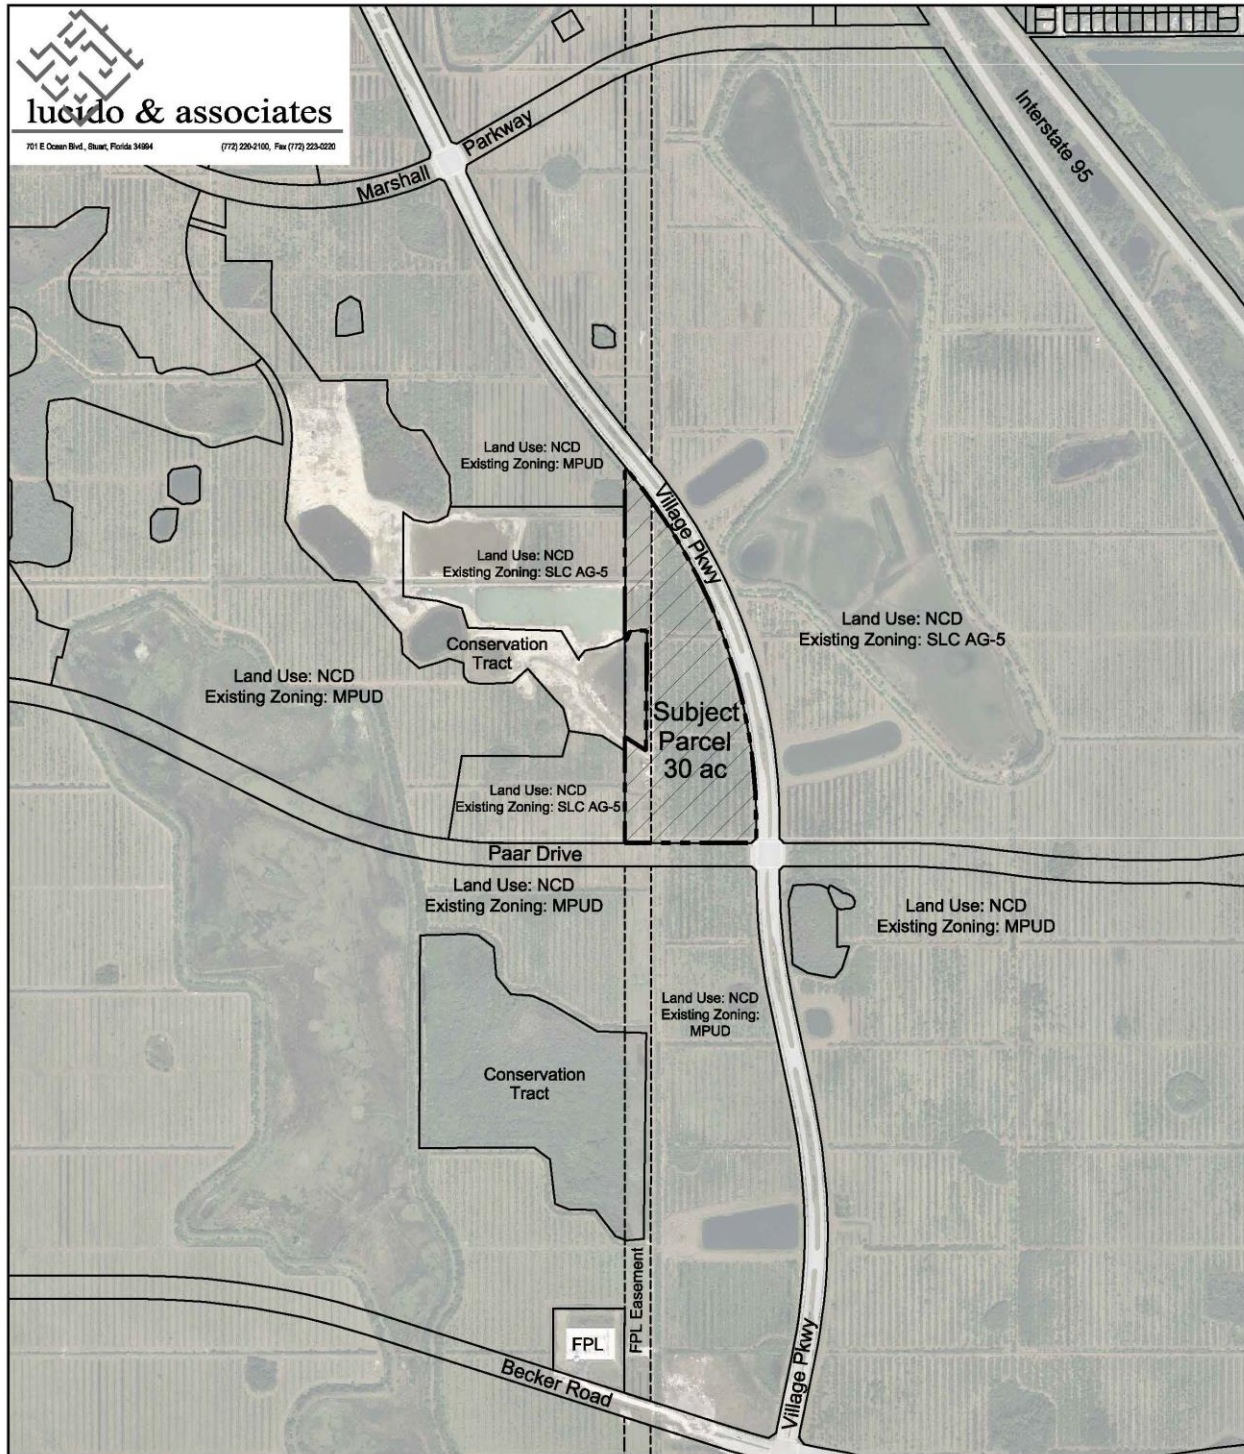 lucido & associates
701 E Ocean Blvd., Stuart, Florida 34994 (772) 220-2100, Fax (772) 223-0220
Marshall Parkway
Interstate 95
Land Use: NCD
Existing Zoning: MPUD
Village Pkwy
Land Use: NCD
Existing Zoning: SLC AG-5
Land Use: NCD
Existing Zoning: SLC AG-5
Conservation
Tract
Land Use: NCD
Existing Zoning: MPUD
Subject
Parcel
30 ac
Land Use: NCD
Existing Zoning: SLC AG-5
Paar Drive
Land Use: NCD
Existing Zoning: MPUD
Land Use: NCD
Existing Zoning: MPUD
Land Use: NCD
Existing Zoning:
MPUD
Conservation
Tract
FPL Easement
FPL
Becker Road
Village Pkwy